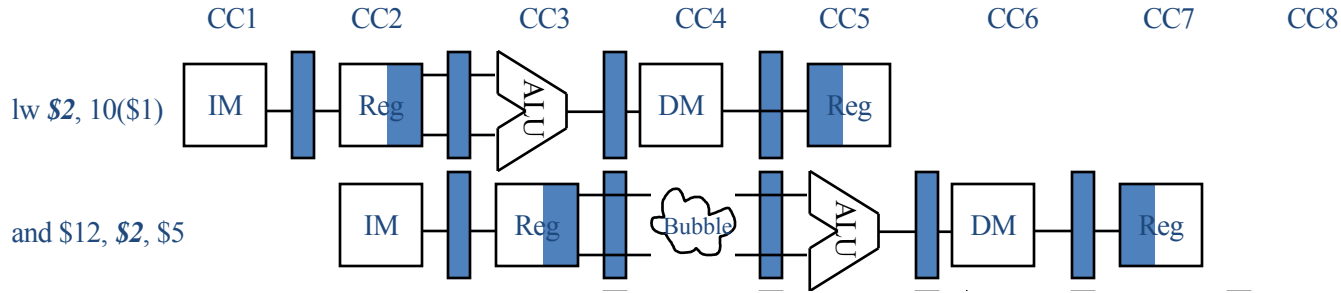 CC1 CC2 CC3 CC4 CC5 CC6 CC7 CC8
lw $2, 10($1) IM Reg ALU DM Reg
and $12, $2, $5 IM Reg Bubble ALU DM Reg